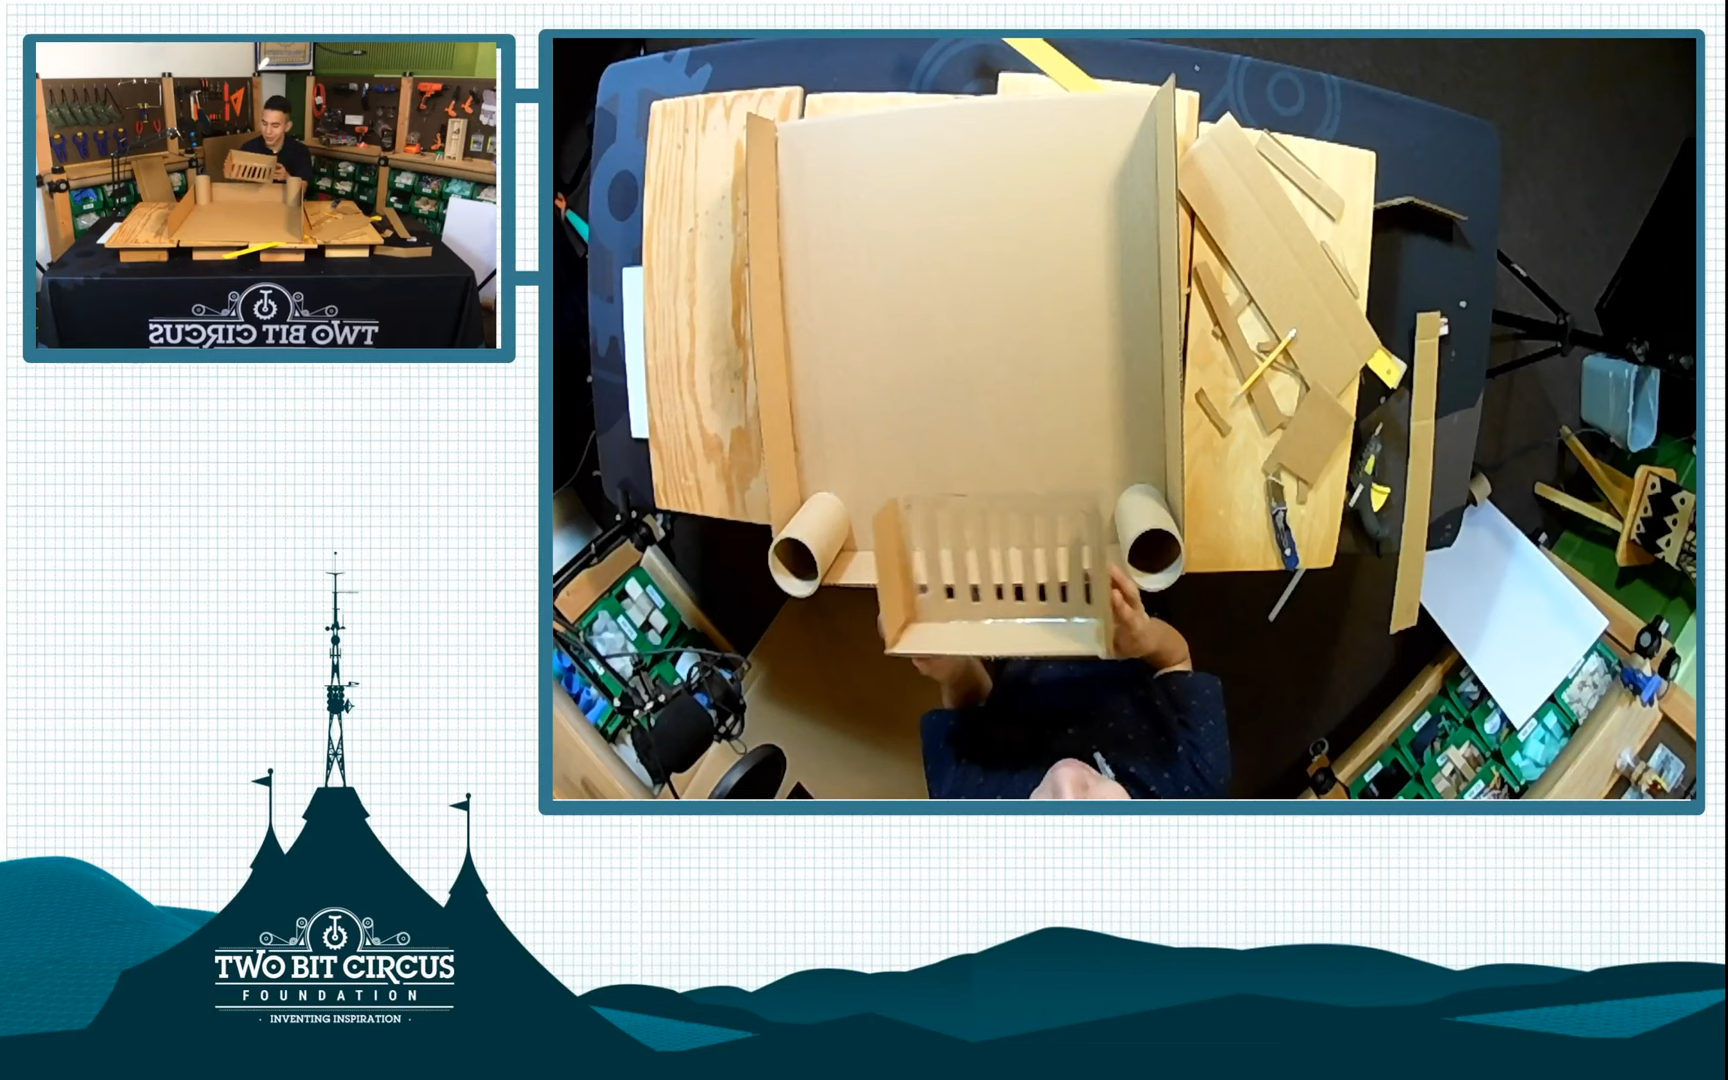 TWO BIT CIRCUS
TWO BIT CIRCUS
FOUNDATION
· INVENTING INSPIRATION ·